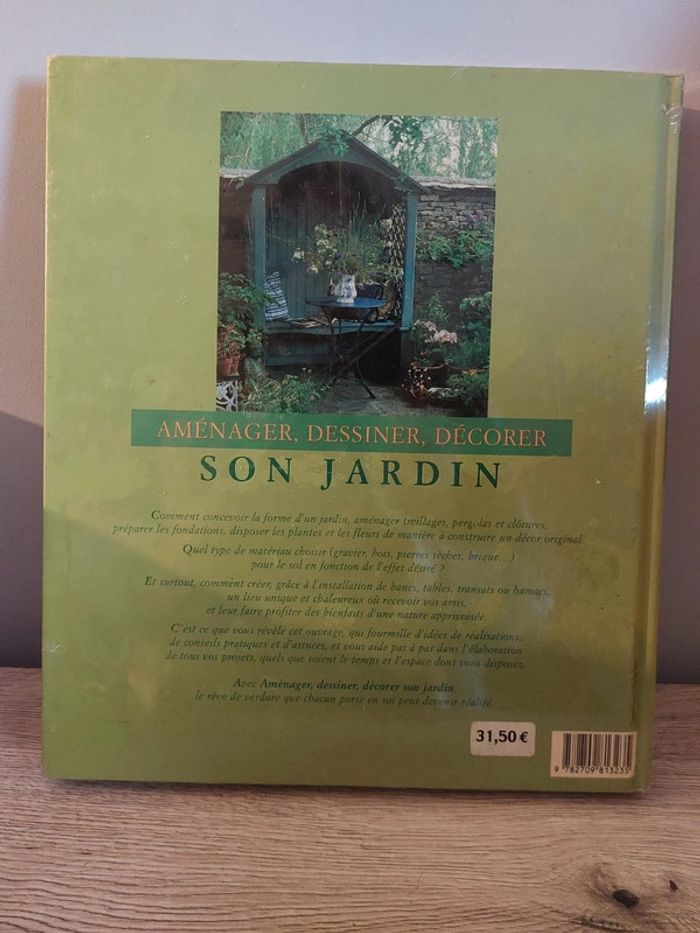 AMÉNAGER, DESSINER, DÉCORER
SON JARDIN
Comment concevoir la forme d'un jardin, aménager treillages, pergolas et clôtures,
préparer les fondations, disposer les plantes et les fleurs de manière à construire un décor original.
Quel type de matériau choisir (gravier, bois, pierres sèches, brique...)
pour le sol en fonction de l'effet désiré ?
Et surtout, comment créer, grâce à l'installation de bancs, tables, transats ou hamacs,
un lieu unique et chaleureux où recevoir vos amis,
et leur faire profiter des bienfaits d'une nature apprivoisée.
C'est ce que vous révèle cet ouvrage, qui fourmille d'idées de réalisations,
de conseils pratiques et d'astuces, et vous aide pas à pas dans l'élaboration
de tous vos projets, quels que soient le temps et l'espace dont vous disposez.
Avec Aménager, dessiner, décorer son jardin,
le rêve de verdure que chacun porte en soi peut devenir réalité.
31,50 €
9 782709 813235